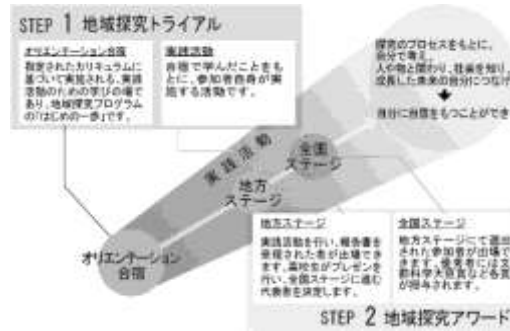 STEP 1 地域探究トライアル
オリエンテーション合宿
指定されたカリキュラムに
基づいて実施される、実践
活動のための学びの場で
あり、地域探究プログラム
の「はじめの一歩」です。
実践活動
合宿で学んだことをも
とに、参加者自身が実
施する活動です。
探究のプロセスをもとに、
自分で考え、
人や物と関わり、社会を知り、
成長した未来の自分につなげ
自分に自信をもつことができ
実践活動
全国
ステージ
地方
ステージ
オリエンテーション
合宿
地方ステージ
実践活動を行い、報告書を
受理された者が出場でき
ます。高校生がプレゼンを
行い、全国ステージに進む
代表者を決定します。
全国ステージ
地方ステージにて選出
された参加者が出場で
きます。優秀者には文
部科学大臣賞など各賞
が授与されます。
STEP 2 地域探究アワード